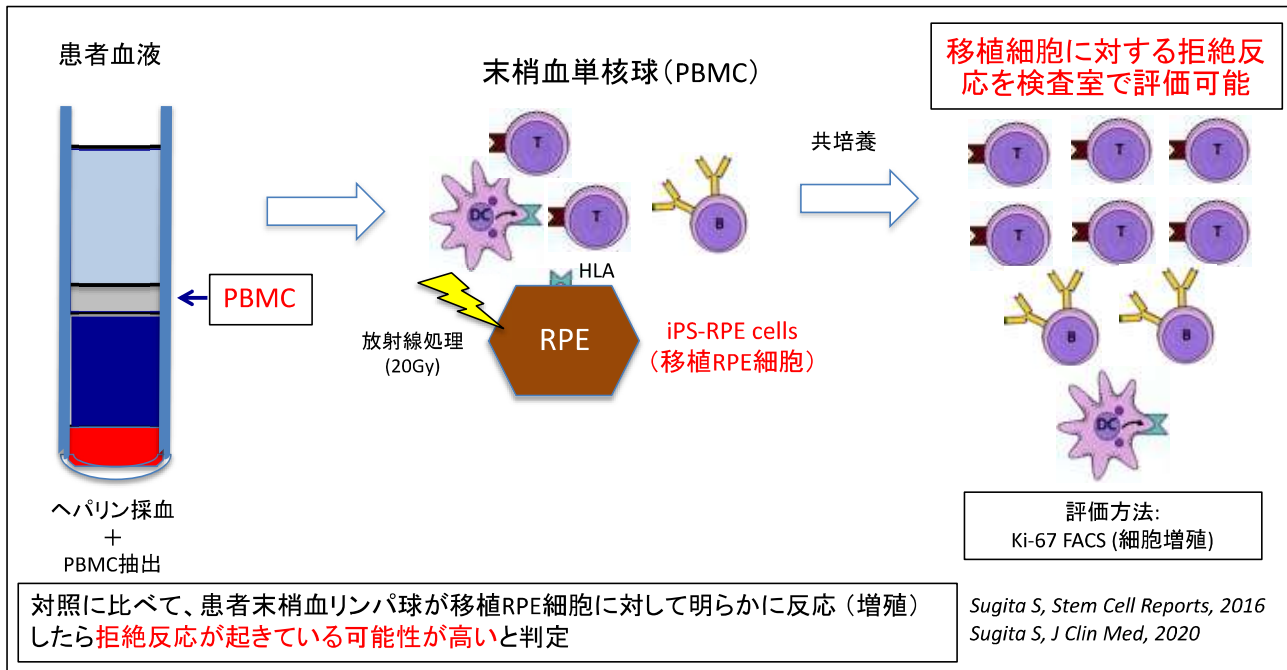 患者血液
PBMC
ヘパリン採血
＋
PBMC抽出
末梢血単核球（PBMC）
T
DC
T
B
HLA
放射線処理
(20Gy)
RPE
iPS-RPE cells
（移植RPE細胞）
共培養
移植細胞に対する拒絶反
応を検査室で評価可能
T
T
T
T
T
T
B
B
DC
評価方法:
Ki-67 FACS (細胞増殖)
対照に比べて、患者末梢血リンパ球が移植RPE細胞に対して明らかに反応（増殖）
したら拒絶反応が起きている可能性が高いと判定
Sugita S, Stem Cell Reports, 2016
Sugita S, J Clin Med, 2020